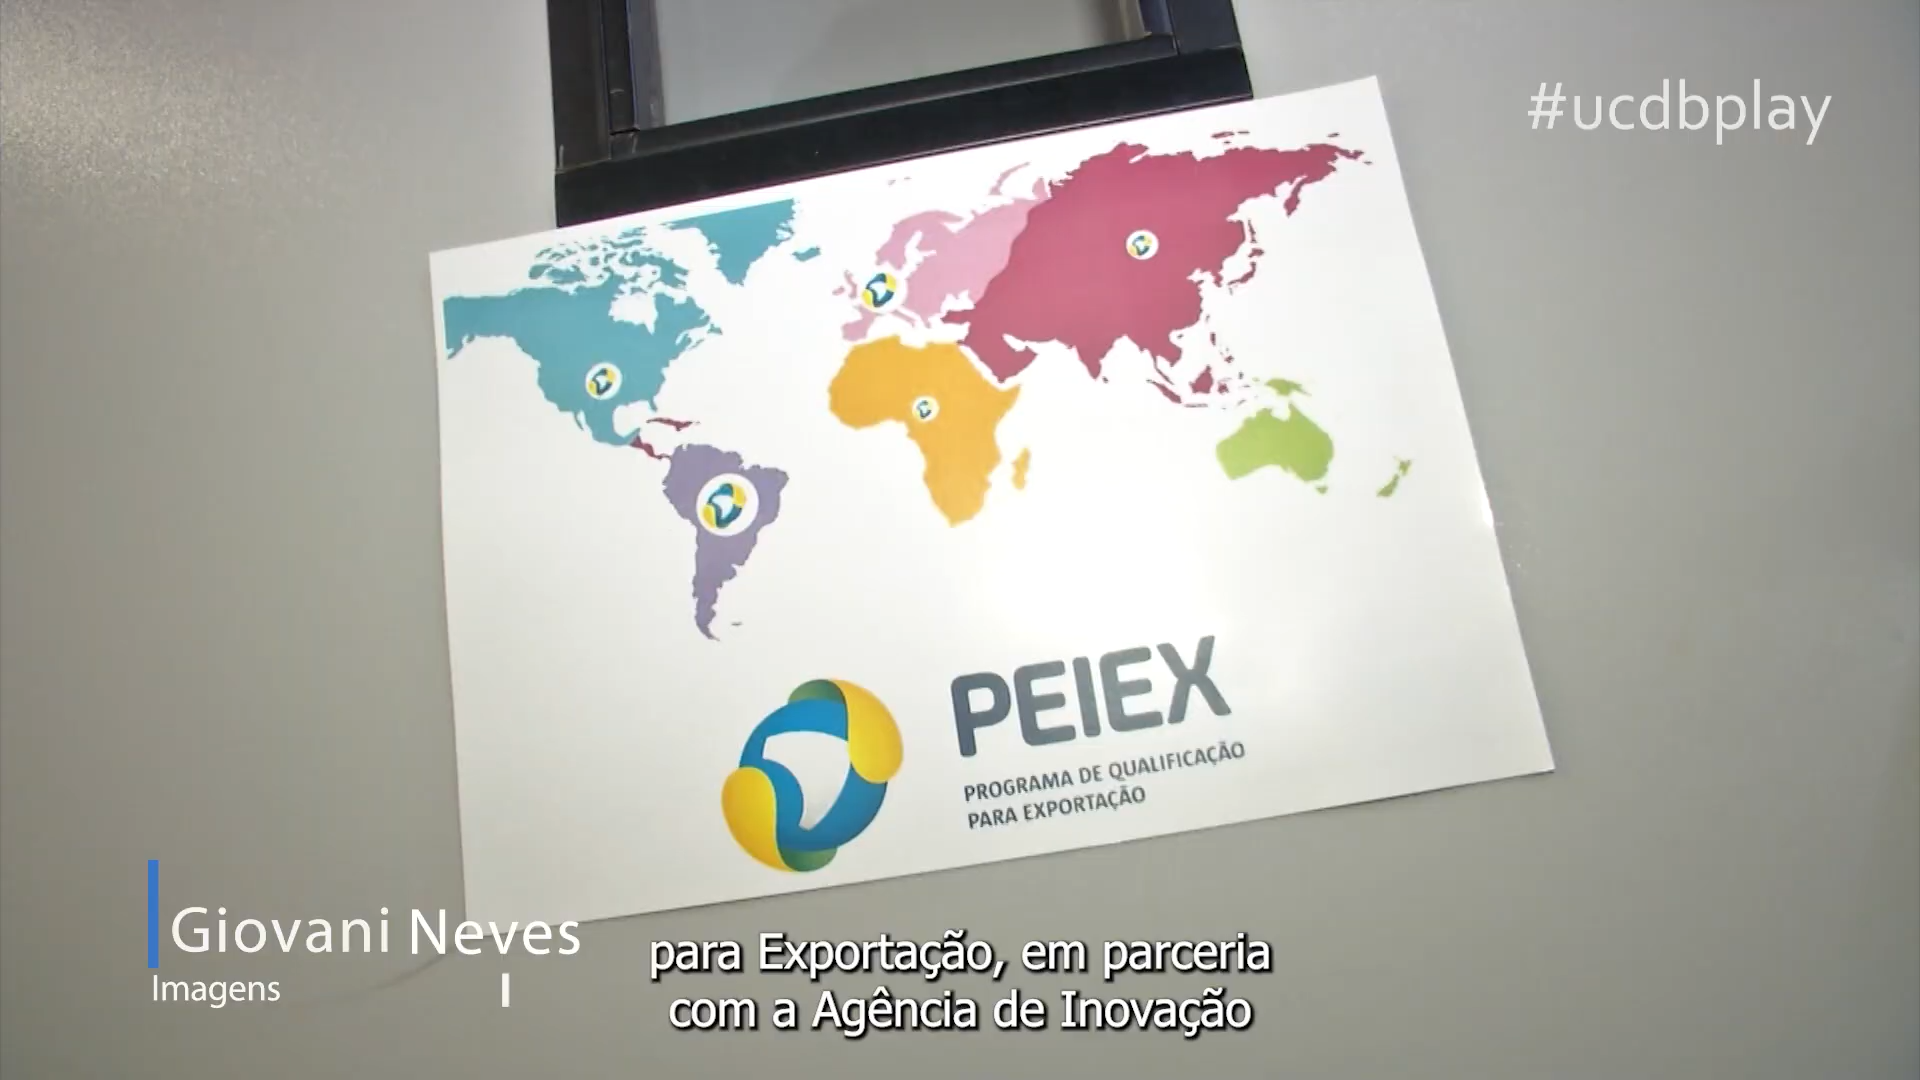 #ucdbplay
PEIEX
PROGRAMA DE QUALIFICAÇÃO
PARA EXPORTAÇÃO
Giovani Neves
Imagens
para Exportação, em parceria
com a Agência de Inovação